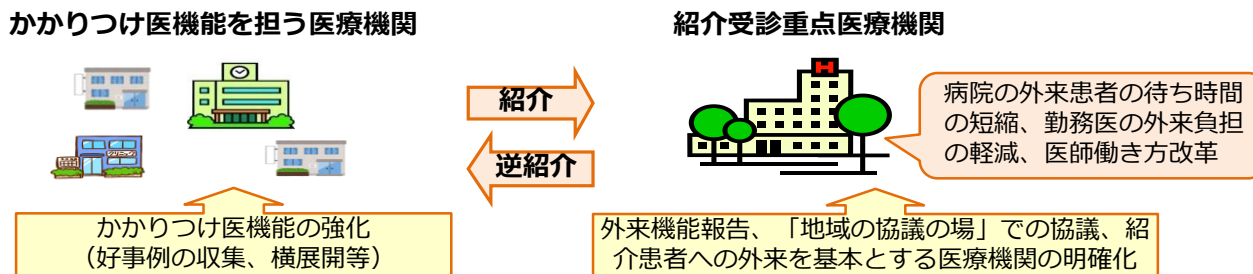 かかりつけ医機能を担う医療機関
紹介受診重点医療機関
紹介
逆紹介
H
病院の外来患者の待ち時間
の短縮、勤務医の外来負担
の軽減、医師働き方改革
かかりつけ医機能の強化
（好事例の収集、横展開等）
外来機能報告、「地域の協議の場」での協議、紹
介患者への外来を基本とする医療機関の明確化